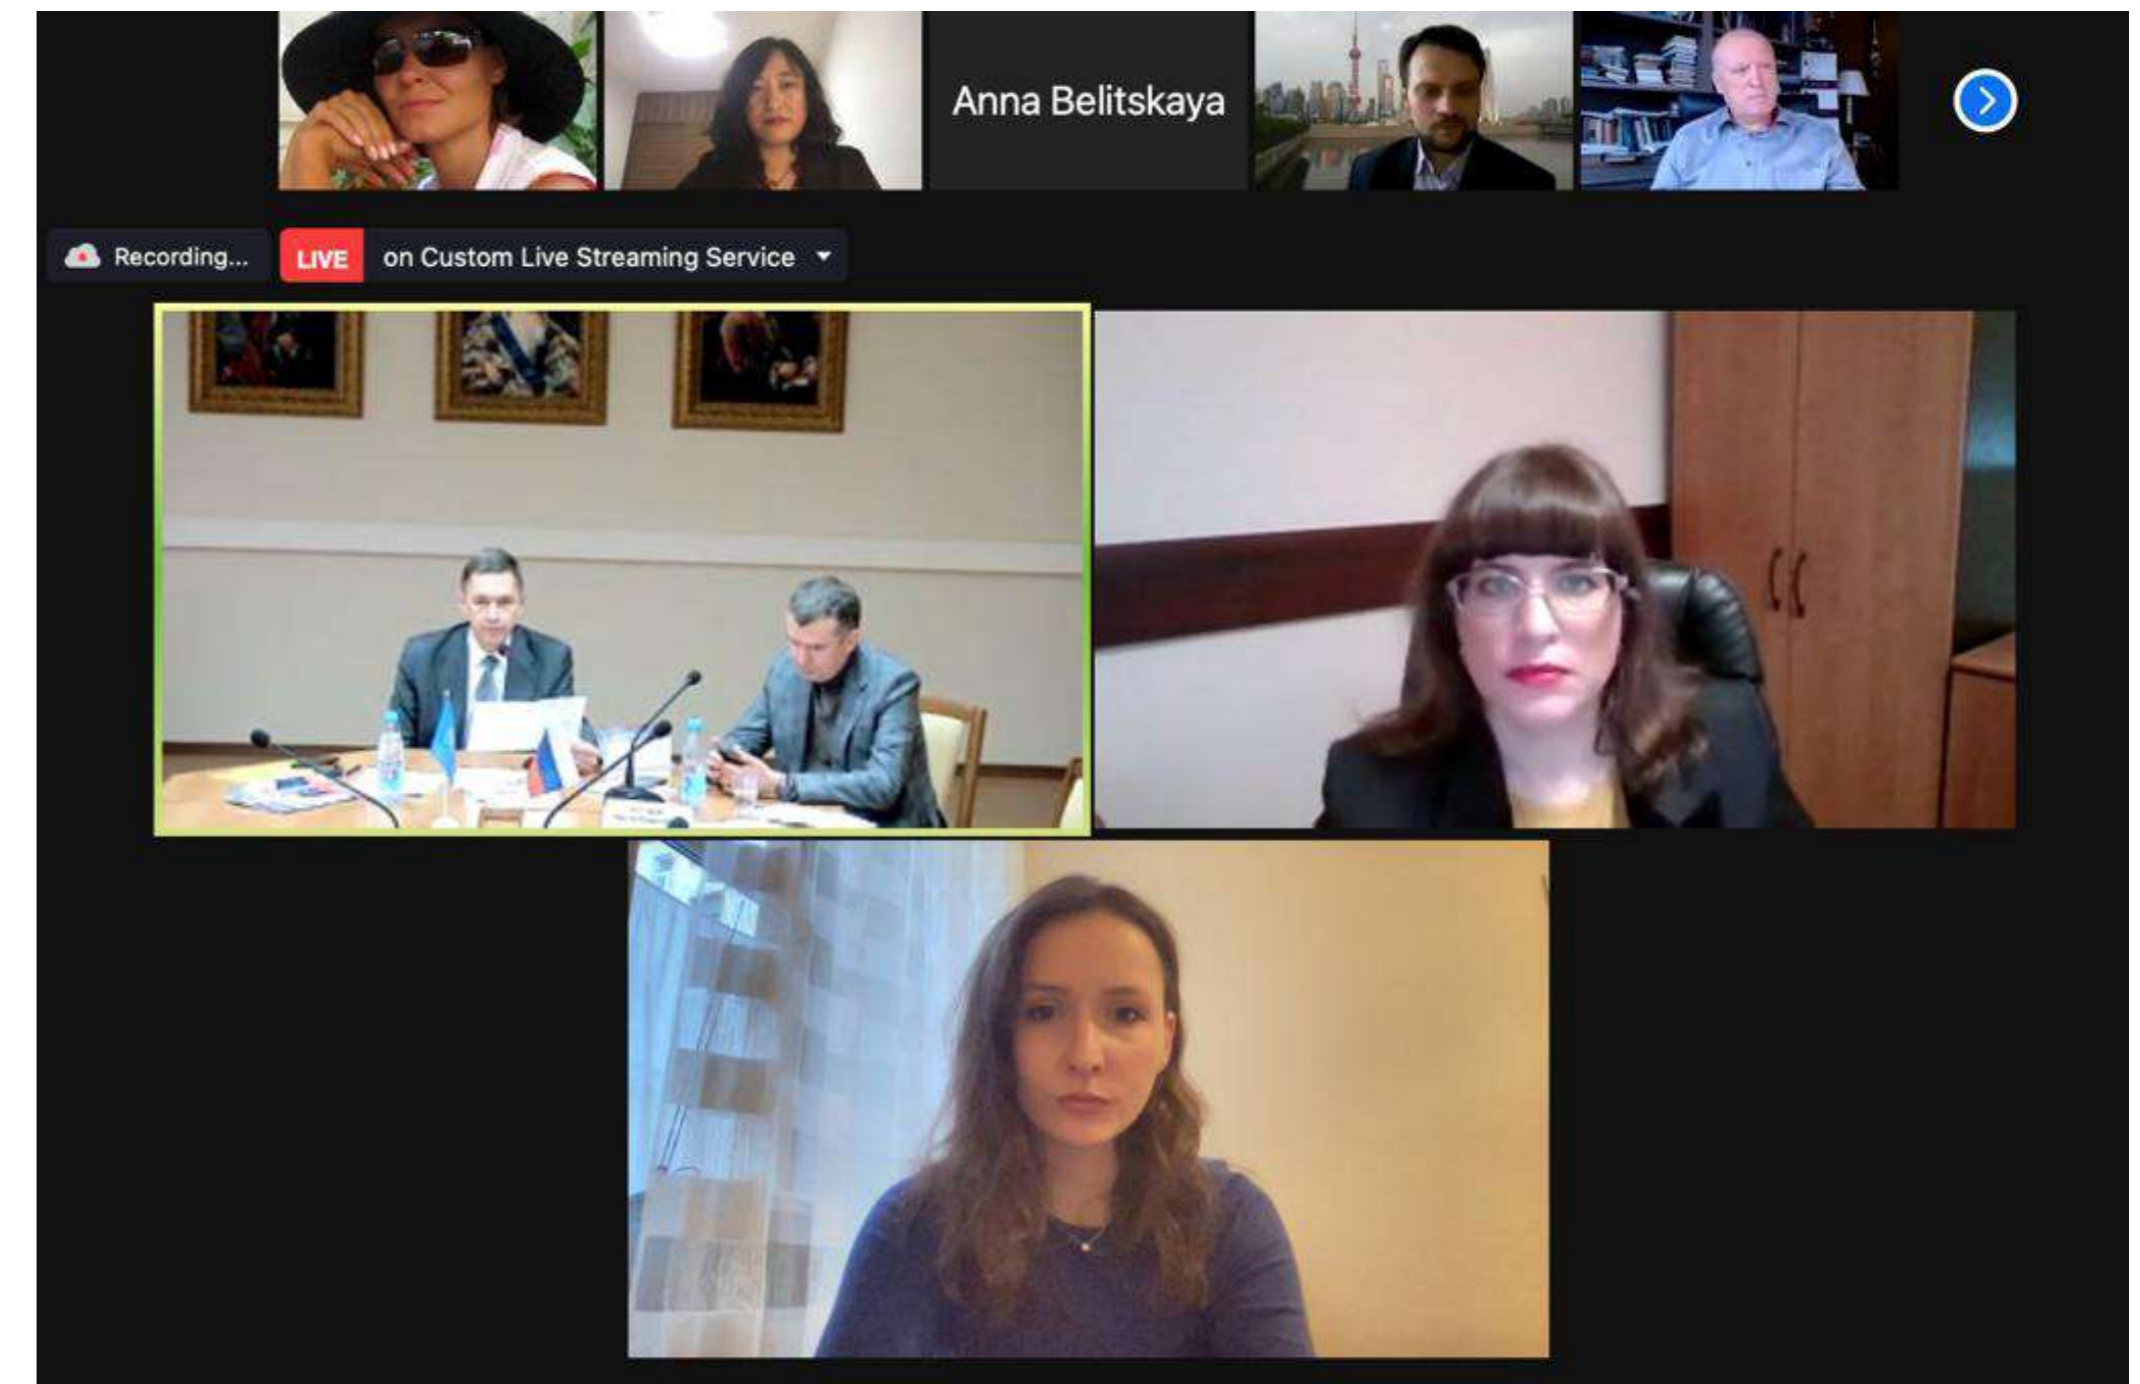 Anna Belitskaya
Recording...
LIVE on Custom Live Streaming Service